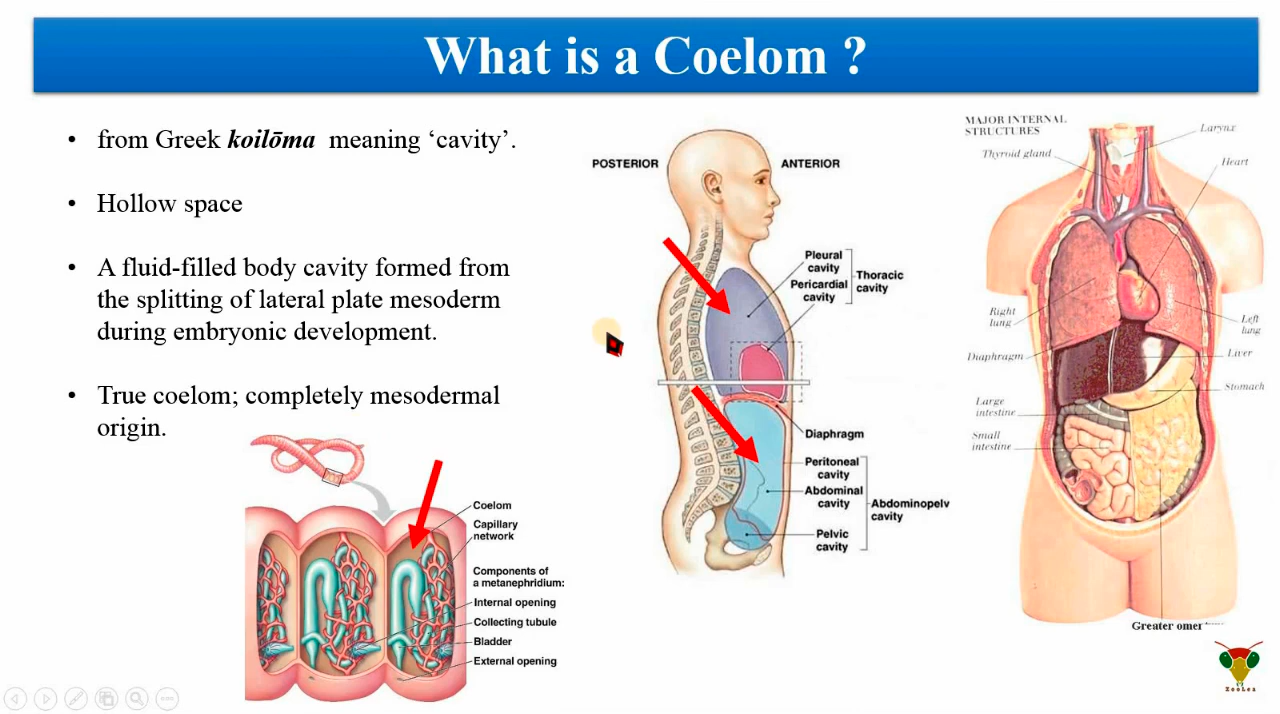 What is a Coelom ?
• from Greek koilōma meaning ‘cavity’.
• Hollow space
• A fluid-filled body cavity formed from
the splitting of lateral plate mesoderm
during embryonic development.
• True coelom; completely mesodermal
origin.
Coelom
Capillary
network
Components of
a metanephridium:
Internal opening
Collecting tubule
Bladder
External opening
POSTERIOR
ANTERIOR
Pleural
cavity
Pericardial
cavity
Thoracic
cavity
Diaphragm
Peritoneal
cavity
Abdominal
cavity
Pelvic
cavity
Abdominopelv
cavity
MAJOR INTERNAL
STRUCTURES
Larynx
Thyroid gland
Heart
Right
lung
Left
lung
Diaphragm
Liver
Stomach
Large
intestine
Small
intestine
Greater omer
ZooLea